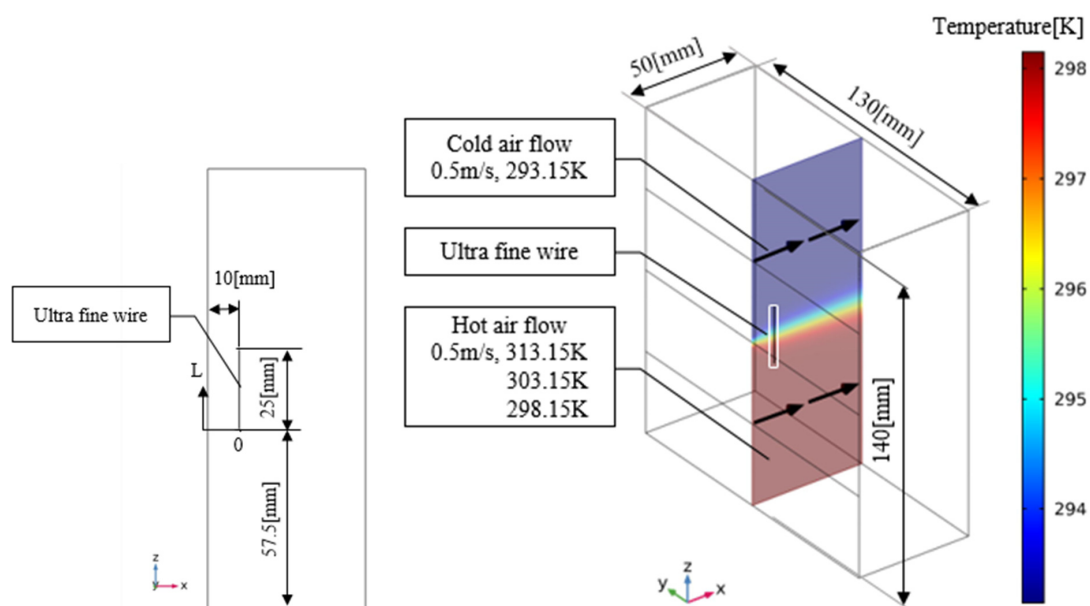 Temperature[K]
50[mm]
130[mm]
298
297
296
295
294
Cold air flow
0.5m/s, 293.15K
Ultra fine wire
Hot air flow
0.5m/s, 313.15K
303.15K
298.15K
140[mm]
10[mm]
Ultra fine wire
L
25[mm]
0
57.5[mm]
z
x
z
y
x